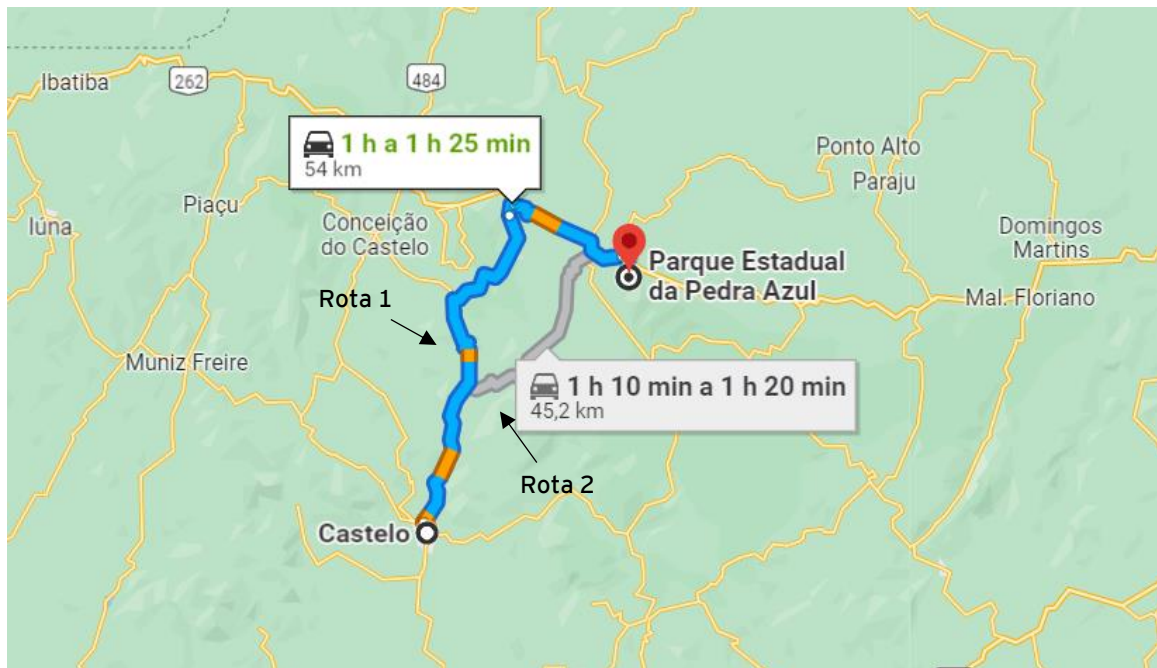 Ibatiba
262
484
1 h a 1 h 25 min
54 km
Ponto Alto
Paraju
Piaçu
Iúna
Conceição
do Castelo
Domingos
Martins
Parque Estadual
da Pedra Azul
Mal. Floriano
Rota 1
Muniz Freire
1 h 10 min a 1 h 20 min
45,2 km
Rota 2
Castelo